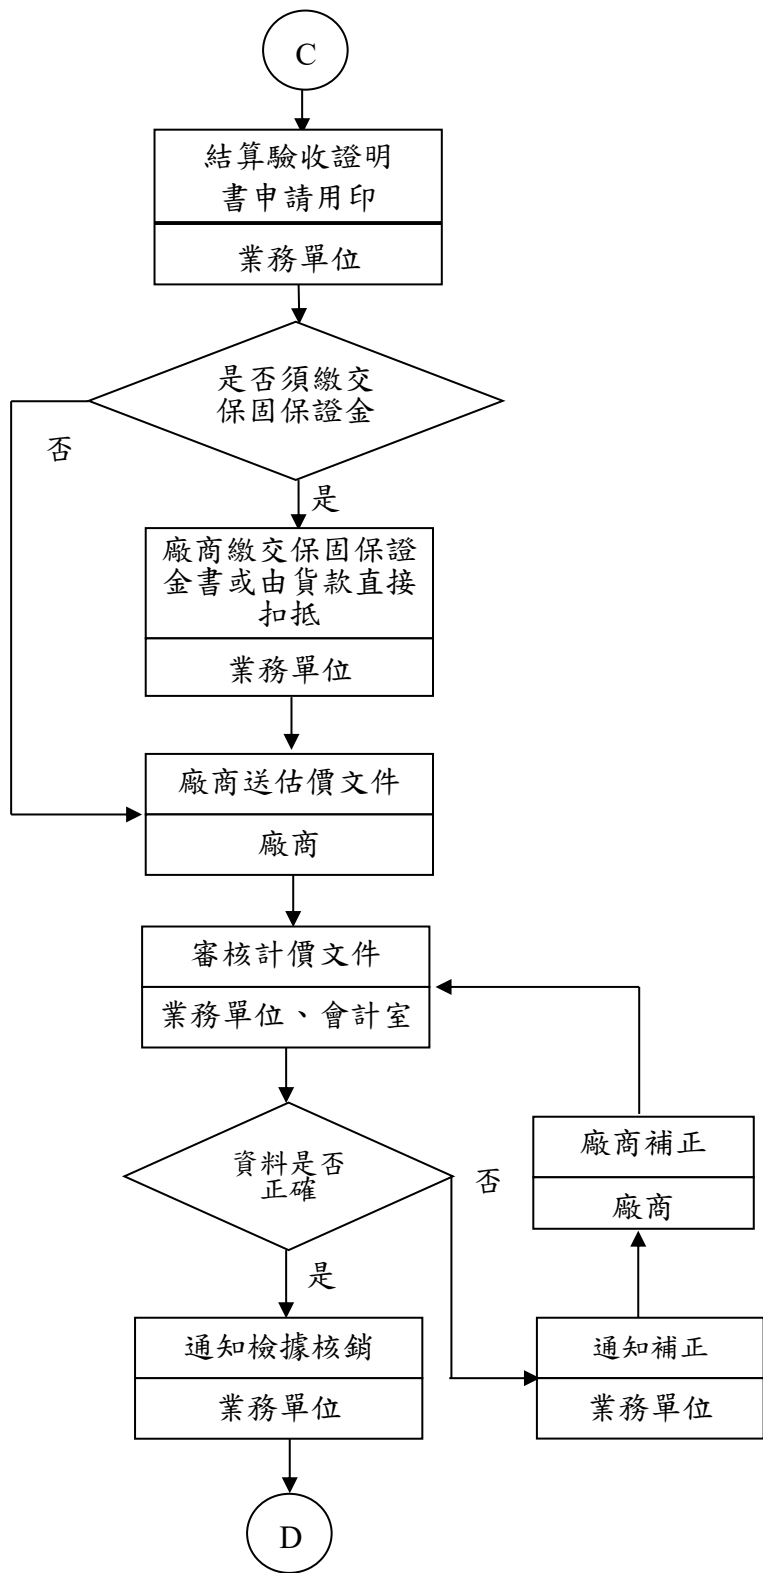 C
結算驗收證明
書申請用印
業務單位
是否須繳交
保固保證金
否
是
廠商繳交保固保證
金書或由貨款直接
扣抵
業務單位
廠商送估價文件
廠商
審核計價文件
業務單位、會計室
資料是否
正確
否
廠商補正
廠商
是
通知檢據核銷
業務單位
通知補正
業務單位
D